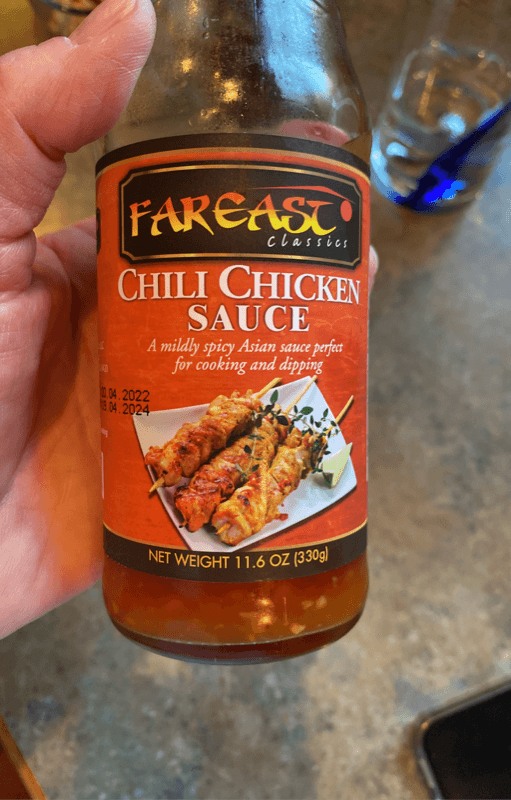 FAREAST
Classics
CHILI CHICKEN
SAUCE
A mildly spicy Asian sauce perfect
for cooking and dipping
.04.2022
.04.2024
NET WEIGHT 11.6 OZ (330g)